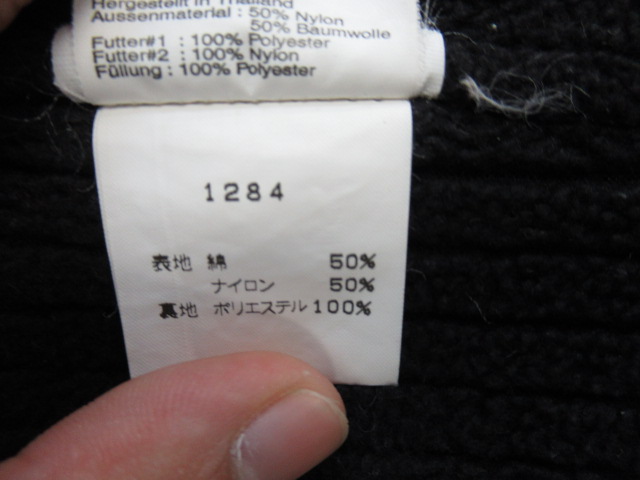 Hergestellt in Thailand
Aussenmaterial : 50% Nylon
50% Baumwolle
Futter#1 : 100% Polyester
Futter#2 : 100% Nylon
Füllung : 100% Polyester
1284
表地 綿 50%
ナイロン 50%
裏地 ポリエステル 100%